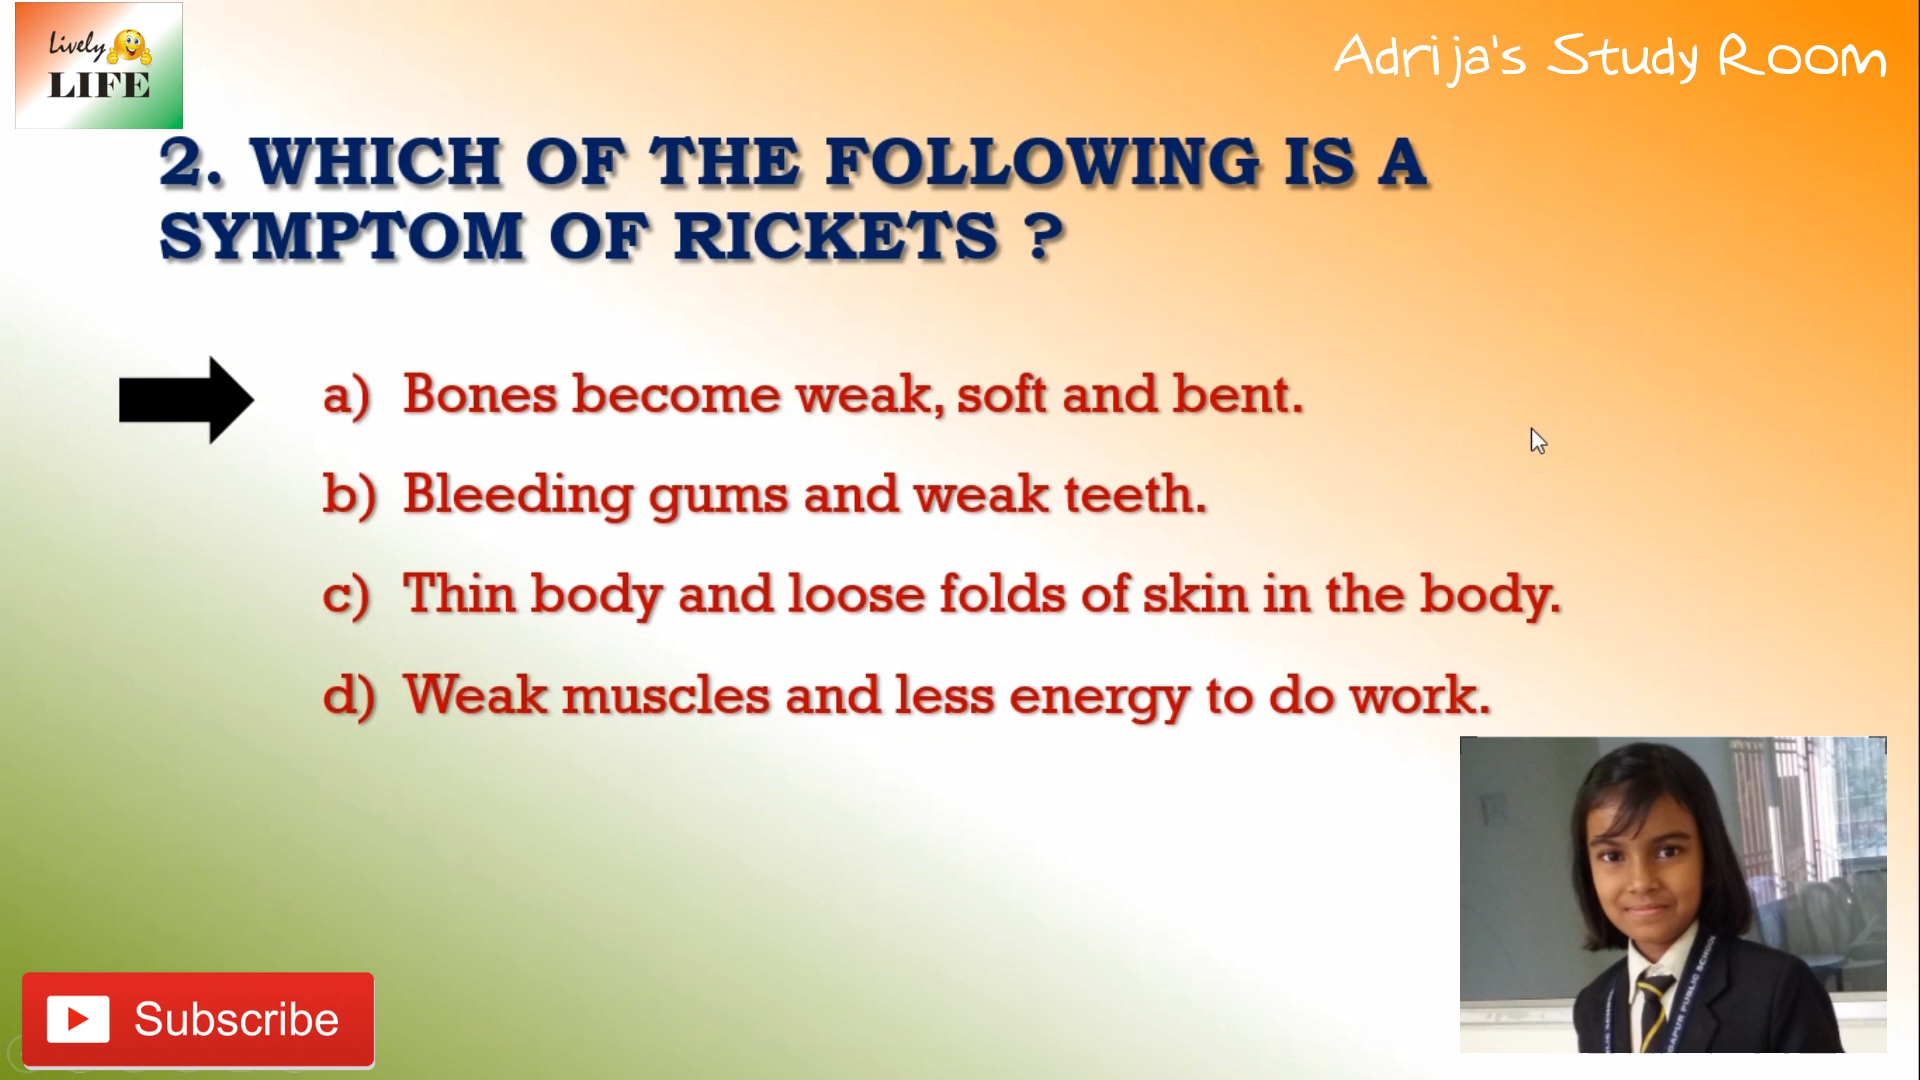 Lively
LIFE
Adrija's Study Room
2. WHICH OF THE FOLLOWING IS A
SYMPTOM OF RICKETS ?
a) Bones become weak, soft and bent.
b) Bleeding gums and weak teeth.
c) Thin body and loose folds of skin in the body.
d) Weak muscles and less energy to do work.
Subscribe
PUBLIC SCHOOL